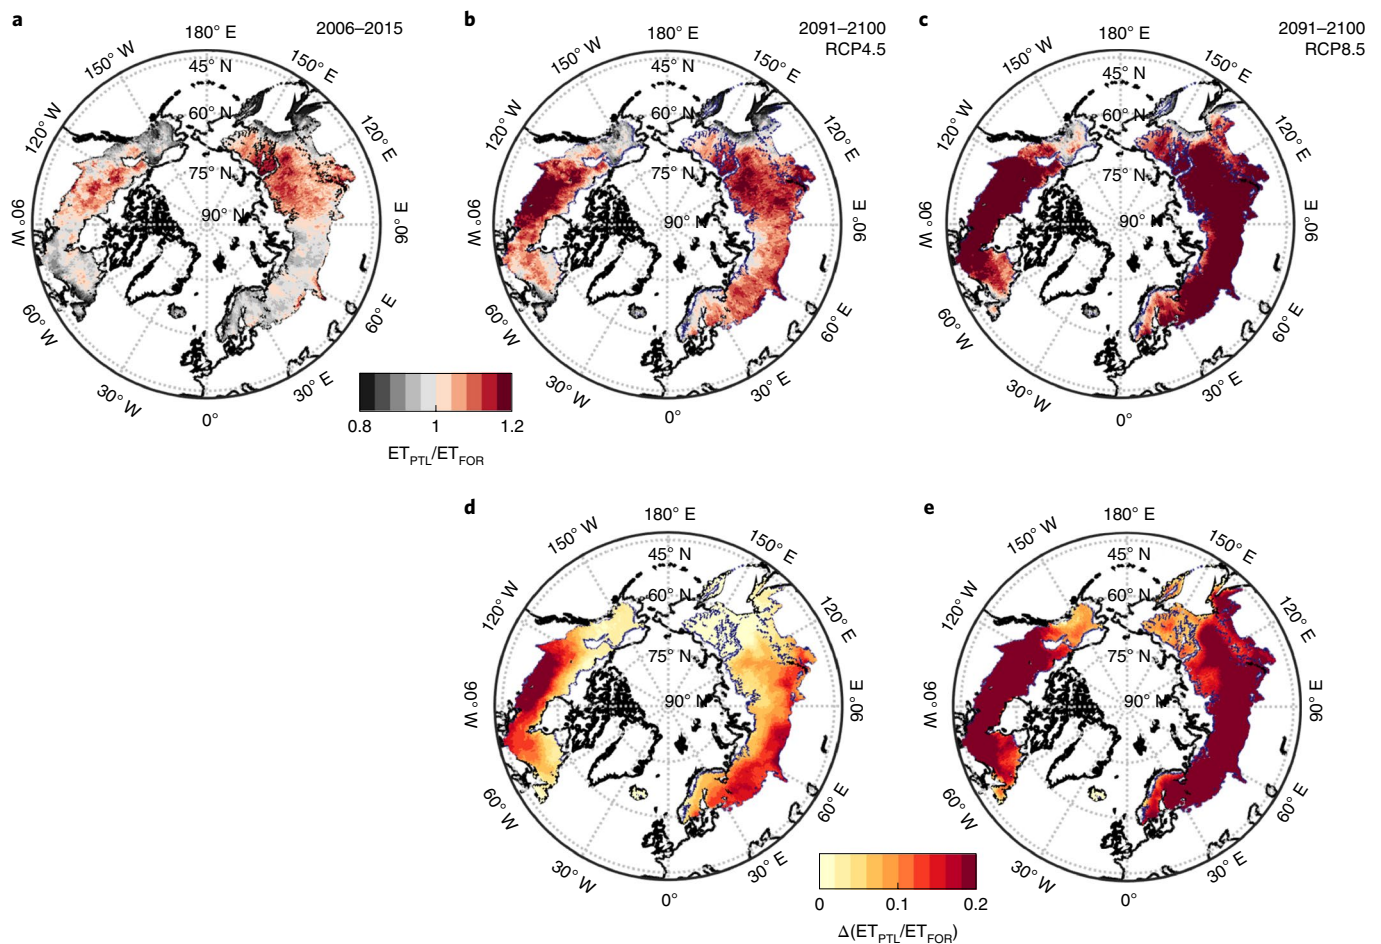 a
2006–2015
180° E
150° W
150° E
120° W
120° E
90° W
90° E
60° W
60° E
30° W
30° E
0°
45° N
60° N
75° N
90° N
0.8
1
1.2
ET_PTL/ET_FOR
b
2091–2100
RCP4.5
180° E
150° W
150° E
120° W
120° E
90° W
90° E
60° W
60° E
30° W
30° E
0°
45° N
60° N
75° N
90° N
c
2091–2100
RCP8.5
180° E
150° W
150° E
120° W
120° E
90° W
90° E
60° W
60° E
30° W
30° E
0°
45° N
60° N
75° N
90° N
d
180° E
150° W
150° E
120° W
120° E
90° W
90° E
60° W
60° E
30° W
30° E
0°
45° N
60° N
75° N
90° N
0
0.1
0.2
Δ(ET_PTL/ET_FOR)
e
180° E
150° W
150° E
120° W
120° E
90° W
90° E
60° W
60° E
30° W
30° E
0°
45° N
60° N
75° N
90° N